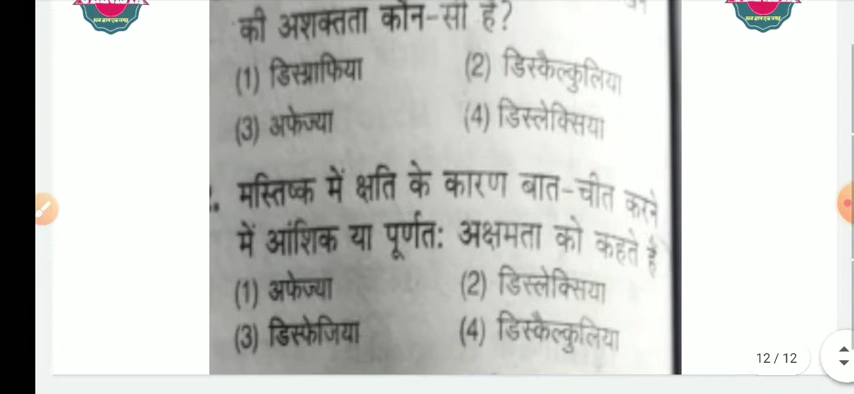 की अशक्तता कौन-सी है?
(1) डिस्ग्राफिया (2) डिस्कैल्कुलिया
(3) अफेज्या (4) डिस्लेक्सिया
मस्तिष्क में क्षति के कारण बात-चीत करने
में आंशिक या पूर्णतः अक्षमता को कहते हैं
(1) अफेज्या (2) डिस्लेक्सिया
(3) डिस्फेजिया (4) डिस्कैल्कुलिया
12 / 12